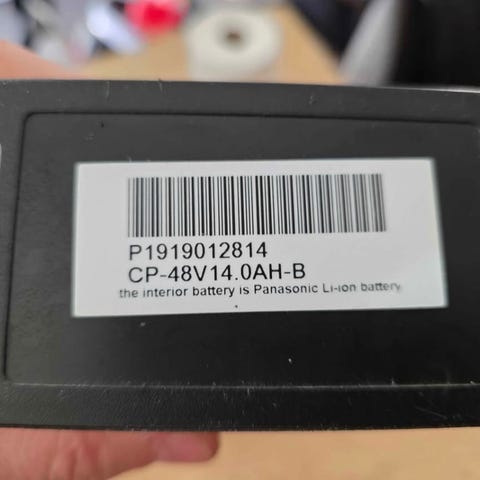 P1919012814
CP-48V14.0AH-B
the interior battery is Panasonic Li-ion battery.